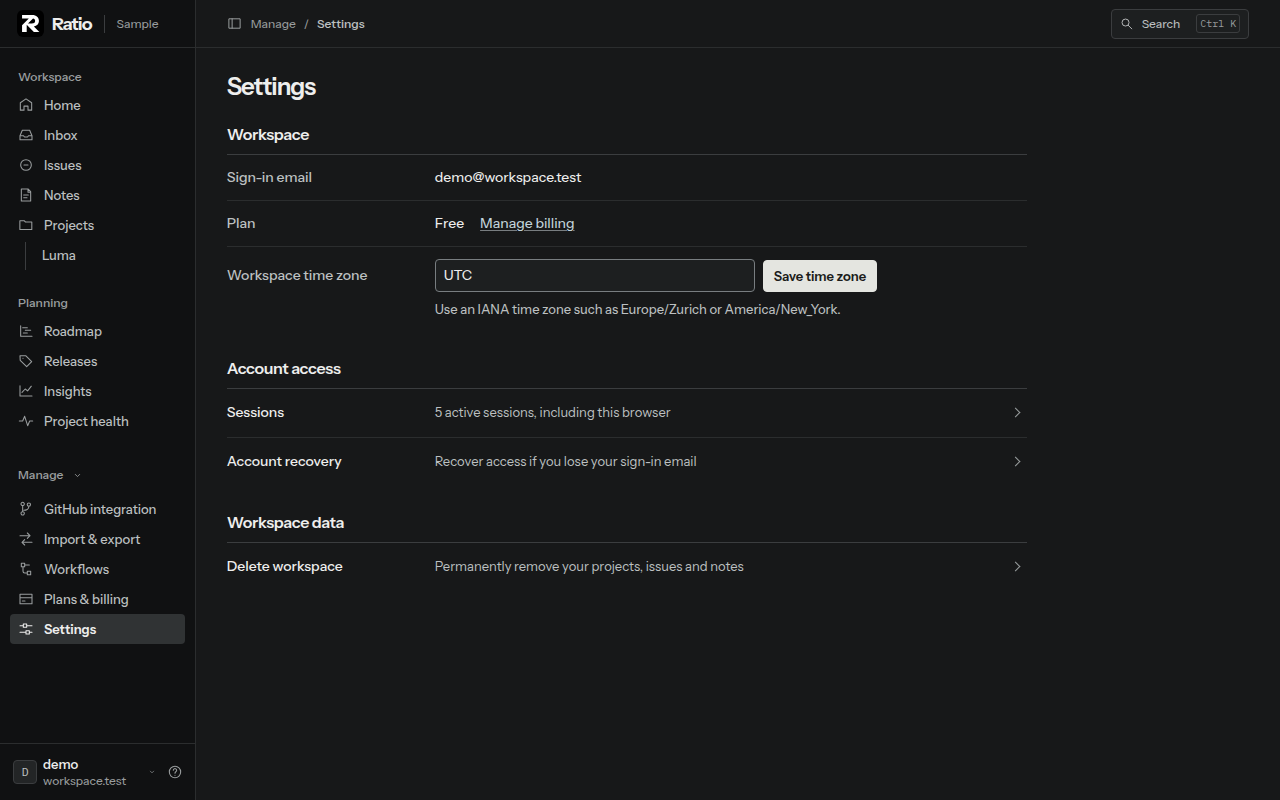 Ratio
Sample
Manage / Settings
Search Ctrl K
Workspace
Home
Inbox
Issues
Notes
Projects
Luma
Planning
Roadmap
Releases
Insights
Project health
Manage
GitHub integration
Import & export
Workflows
Plans & billing
Settings
D
demo
workspace.test
Settings
Workspace
Sign-in email demo@workspace.test
Plan Free Manage billing
Workspace time zone UTC Save time zone
Use an IANA time zone such as Europe/Zurich or America/New_York.
Account access
Sessions 5 active sessions, including this browser
Account recovery Recover access if you lose your sign-in email
Workspace data
Delete workspace Permanently remove your projects, issues and notes